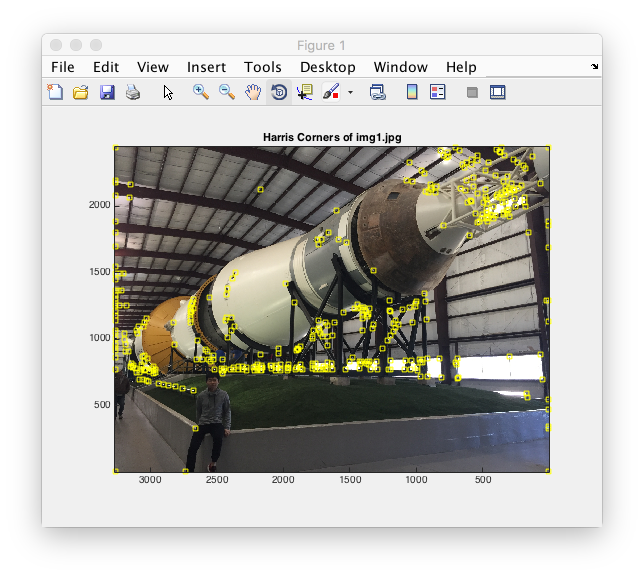 Figure 1
File Edit View Insert Tools Desktop Window Help
Harris Corners of img1.jpg
2000
1500
1000
500
3000 2500 2000 1500 1000 500